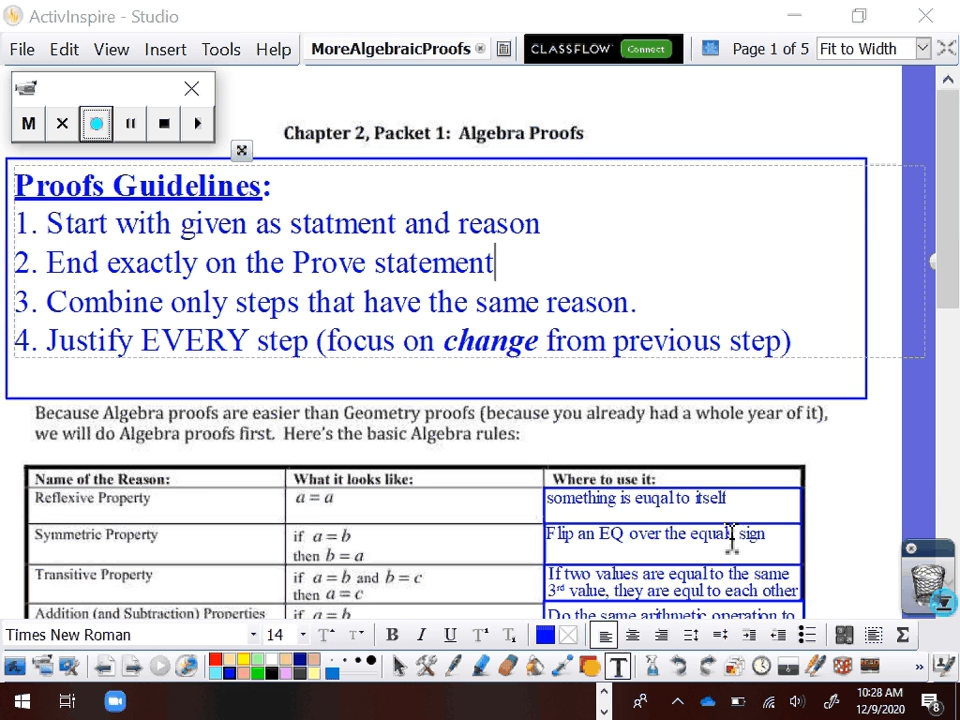 ActivInspire - Studio
File Edit View Insert Tools Help MoreAlgebraicProofs CLASSFLOW Connect Page 1 of 5 Fit to Width
M
Chapter 2, Packet 1: Algebra Proofs
Proofs Guidelines:
1. Start with given as statment and reason
2. End exactly on the Prove statement
3. Combine only steps that have the same reason.
4. Justify EVERY step (focus on change from previous step)
Because Algebra proofs are easier than Geometry proofs (because you already had a whole year of it),
we will do Algebra proofs first. Here's the basic Algebra rules:
Name of the Reason: What it looks like: Where to use it:
Reflexive Property a = a something is euqal to itself
Symmetric Property if a = b Flip an EQ over the equals sign
then b = a
Transitive Property if a = b and b = c If two values are equal to the same
then a = c 3rd value, they are equl to each other
Addition (and Subtraction) Properties if a = b Do the same arithmetic operation to
Times New Roman 14 B I U
10:28 AM
12/9/2020
8